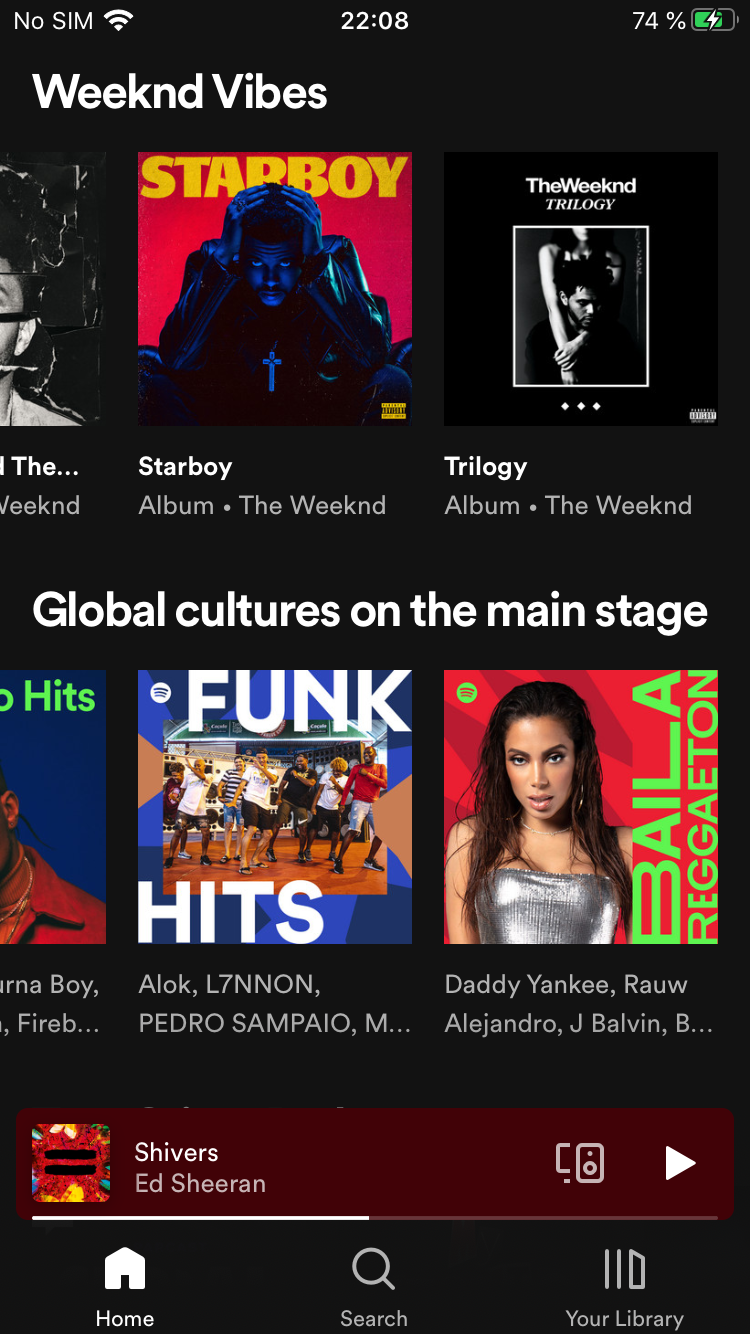 No SIM 22:08 74 %
Weeknd Vibes
STARBOY
TheWeeknd
TRILOGY
d The...
Starboy
Trilogy
Weeknd
Album • The Weeknd
Album • The Weeknd
Global cultures on the main stage
o Hits
FUNK
HITS
BAILA
REGGAETON
urna Boy,
Alok, L7NNON,
Daddy Yankee, Rauw
, Fireb...
PEDRO SAMPAIO, M...
Alejandro, J Balvin, B...
Shivers
Ed Sheeran
Home
Search
Your Library